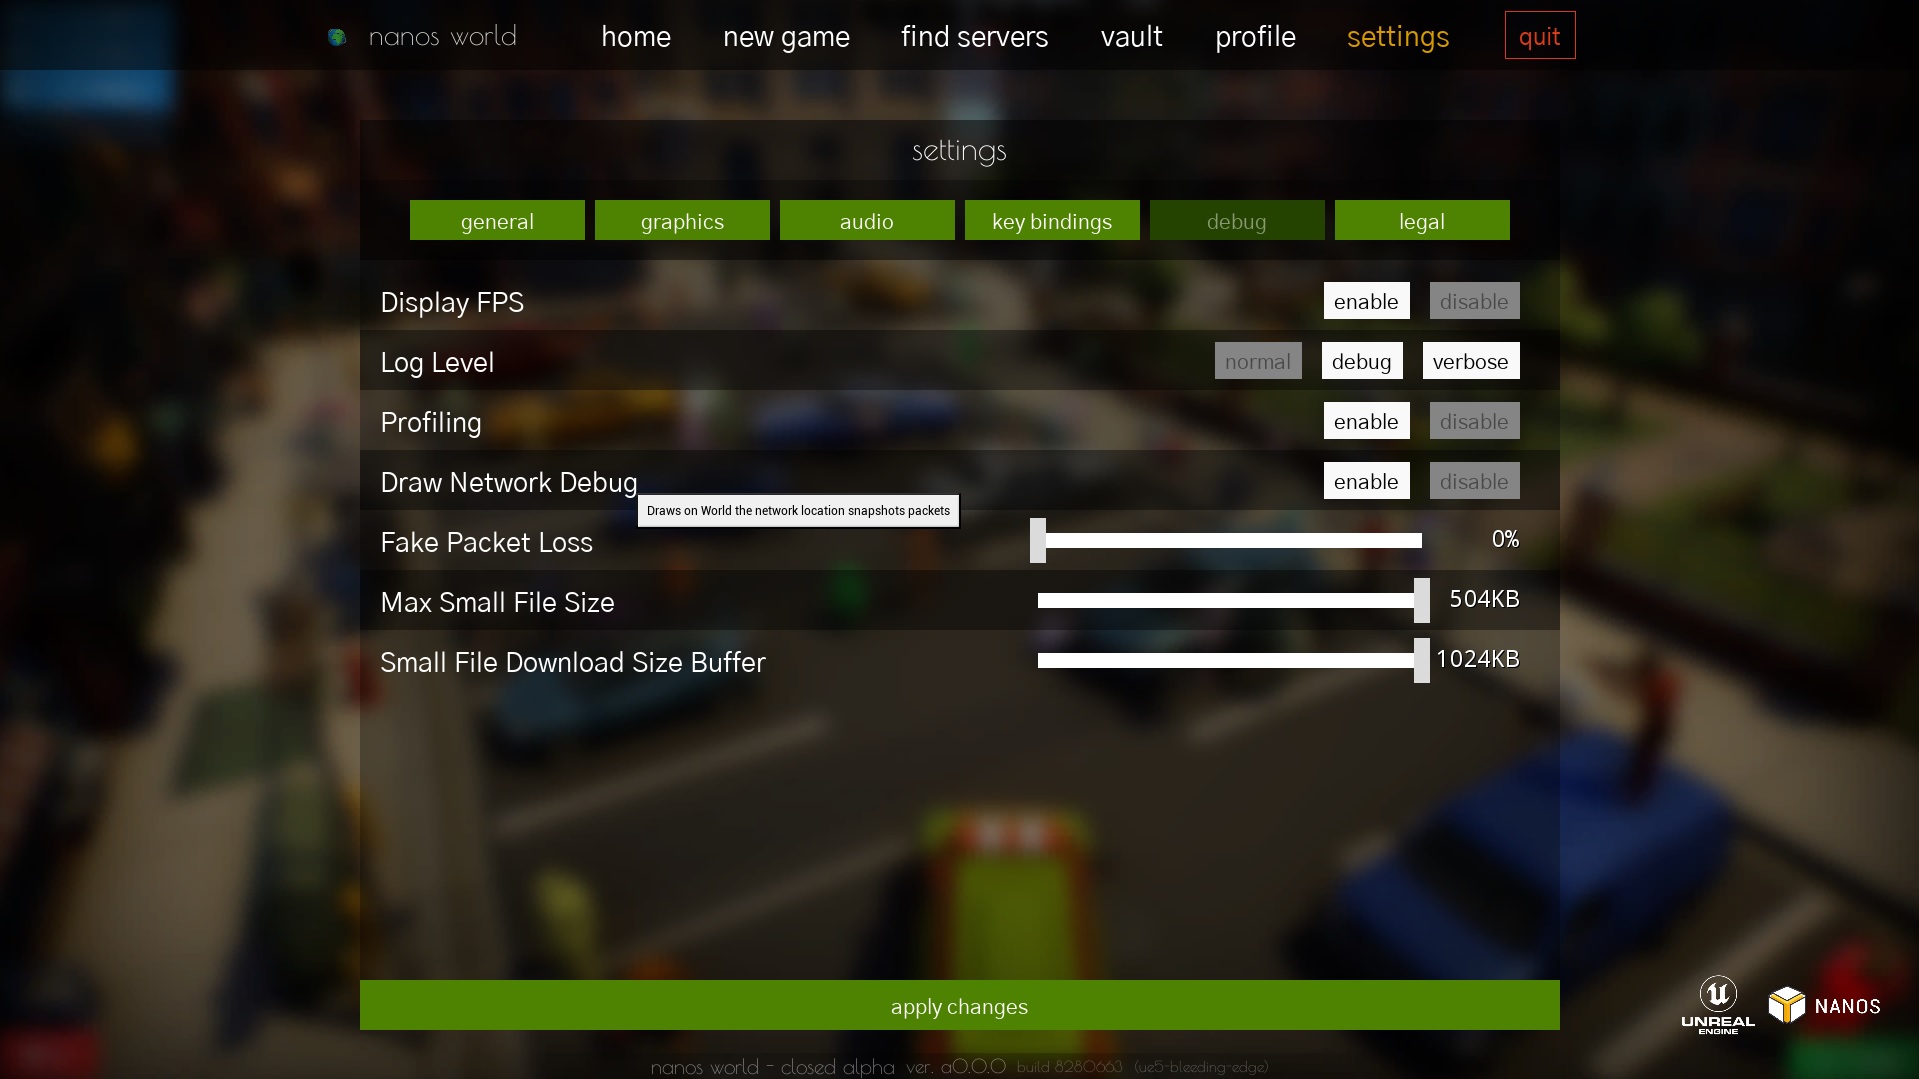 nanos world home new game find servers vault profile settings quit
settings
general graphics audio key bindings debug legal
Display FPS enable disable
Log Level normal debug verbose
Profiling enable disable
Draw Network Debug enable disable
Draws on World the network location snapshots packets
Fake Packet Loss 0%
Max Small File Size 504KB
Small File Download Size Buffer 1024KB
apply changes
UNREAL ENGINE NANOS
nanos world - closed alpha ver. a0.0.0 build 8280663 (ue5-bleeding-edge)